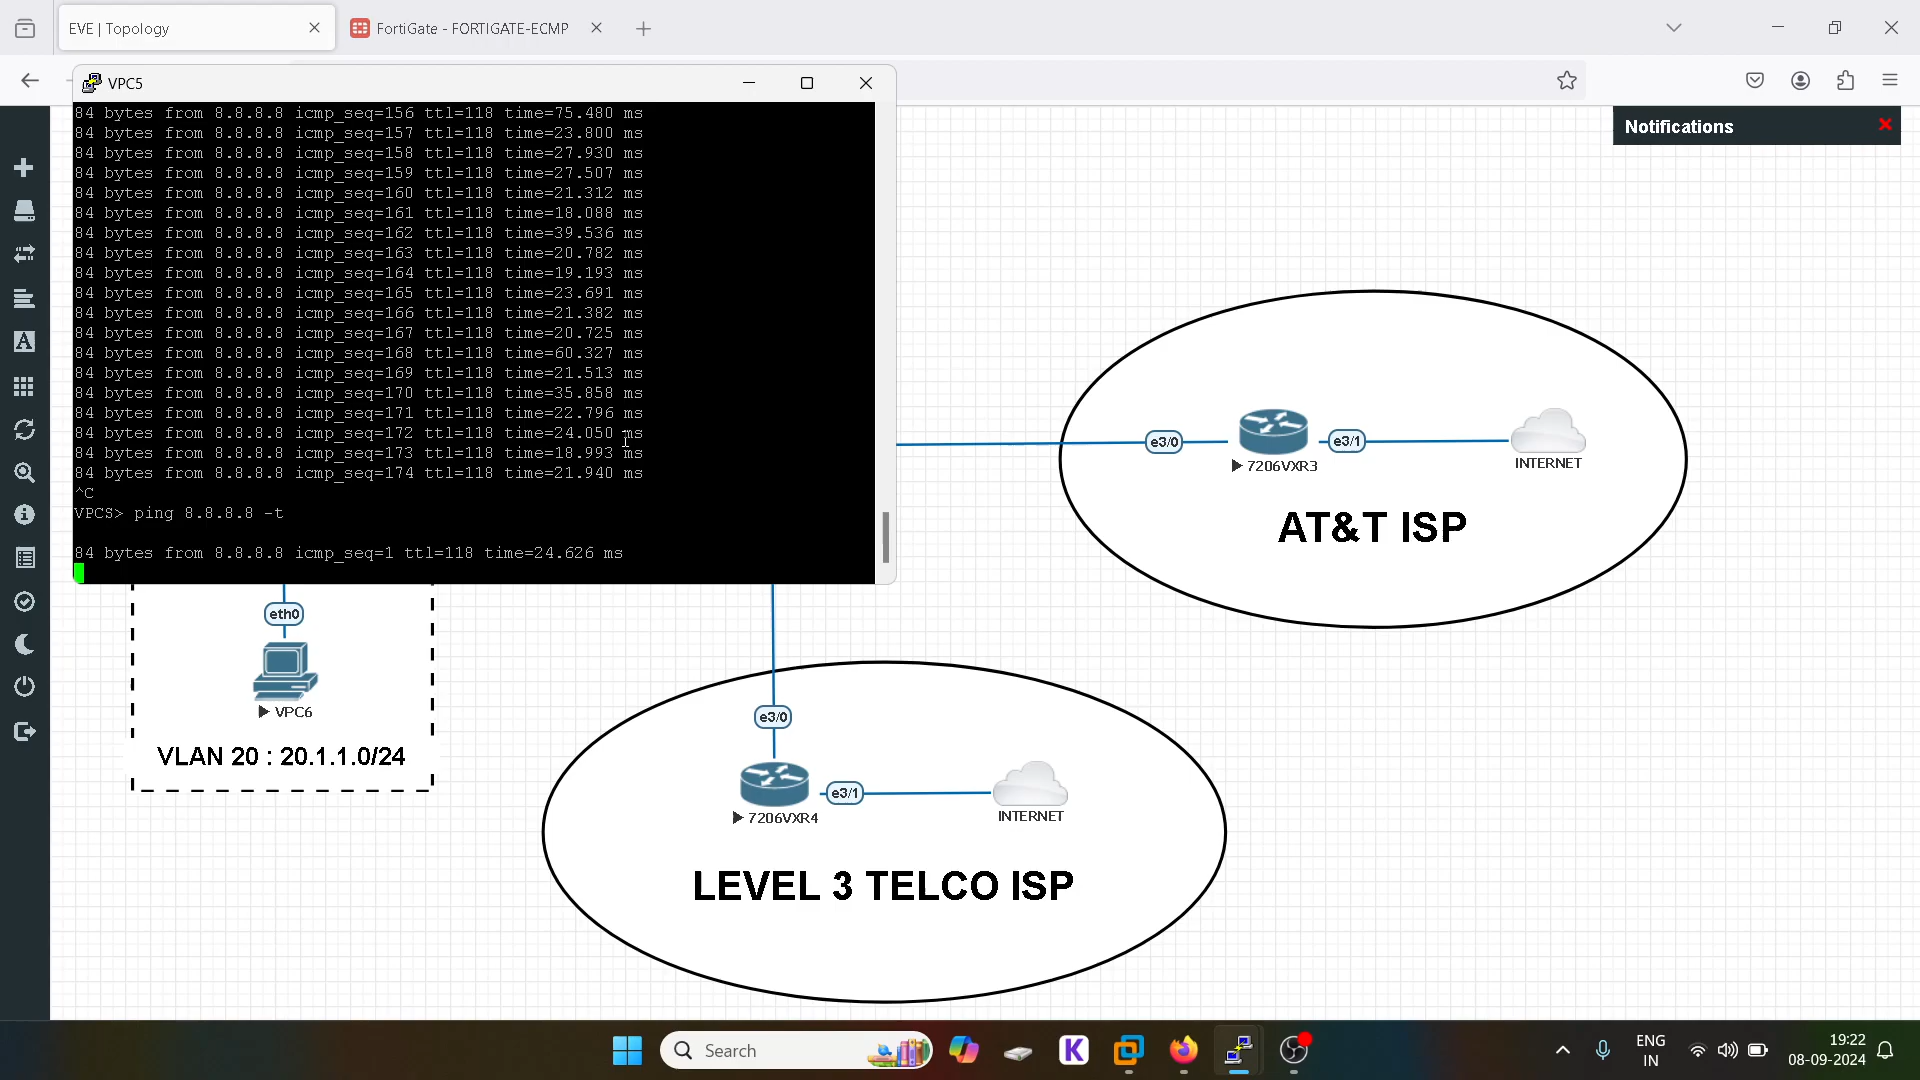 EVE | Topology
FortiGate - FORTIGATE-ECMP
VPC5
84 bytes from 8.8.8.8 icmp_seq=156 ttl=118 time=75.480 ms
84 bytes from 8.8.8.8 icmp_seq=157 ttl=118 time=23.800 ms
84 bytes from 8.8.8.8 icmp_seq=158 ttl=118 time=27.930 ms
84 bytes from 8.8.8.8 icmp_seq=159 ttl=118 time=27.507 ms
84 bytes from 8.8.8.8 icmp_seq=160 ttl=118 time=21.312 ms
84 bytes from 8.8.8.8 icmp_seq=161 ttl=118 time=18.088 ms
84 bytes from 8.8.8.8 icmp_seq=162 ttl=118 time=39.536 ms
84 bytes from 8.8.8.8 icmp_seq=163 ttl=118 time=20.782 ms
84 bytes from 8.8.8.8 icmp_seq=164 ttl=118 time=19.193 ms
84 bytes from 8.8.8.8 icmp_seq=165 ttl=118 time=23.691 ms
84 bytes from 8.8.8.8 icmp_seq=166 ttl=118 time=21.382 ms
84 bytes from 8.8.8.8 icmp_seq=167 ttl=118 time=20.725 ms
84 bytes from 8.8.8.8 icmp_seq=168 ttl=118 time=60.327 ms
84 bytes from 8.8.8.8 icmp_seq=169 ttl=118 time=21.513 ms
84 bytes from 8.8.8.8 icmp_seq=170 ttl=118 time=35.858 ms
84 bytes from 8.8.8.8 icmp_seq=171 ttl=118 time=22.796 ms
84 bytes from 8.8.8.8 icmp_seq=172 ttl=118 time=24.050 ms
84 bytes from 8.8.8.8 icmp_seq=173 ttl=118 time=18.993 ms
84 bytes from 8.8.8.8 icmp_seq=174 ttl=118 time=21.940 ms
^C
VPCS> ping 8.8.8.8 -t
84 bytes from 8.8.8.8 icmp_seq=1 ttl=118 time=24.626 ms
Notifications
e3/0
e3/1
7206VXR3
INTERNET
AT&T ISP
eth0
VPC6
VLAN 20 : 20.1.1.0/24
e3/0
e3/1
7206VXR4
INTERNET
LEVEL 3 TELCO ISP
Search
ENG
IN
19:22
08-09-2024